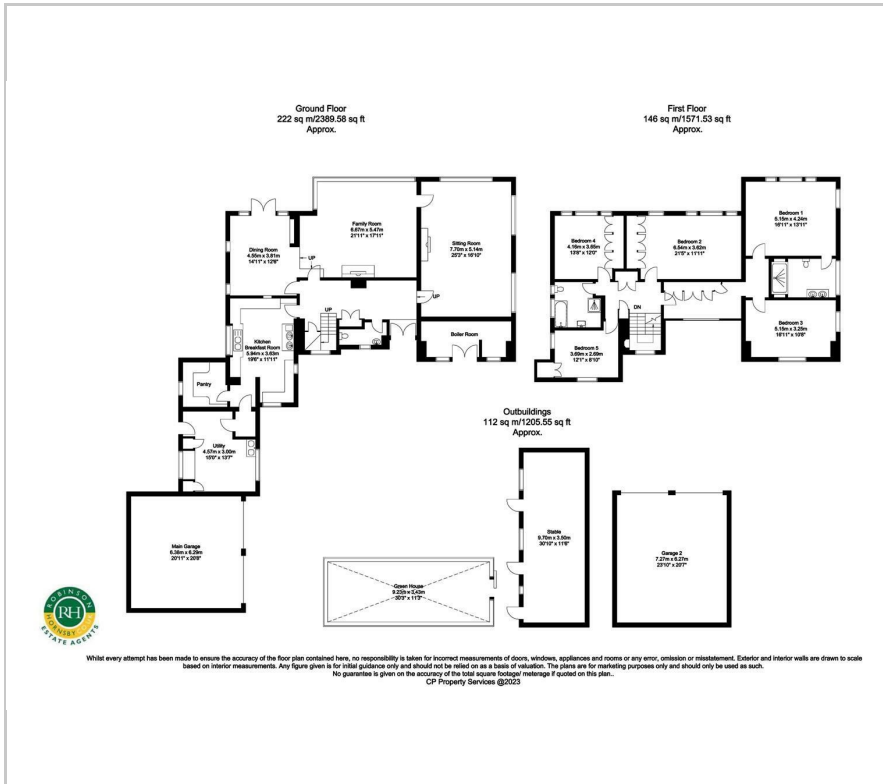 Ground Floor
222 sq m/2389.58 sq ft
Approx.
First Floor
146 sq m/1571.53 sq ft
Approx.
Family Room
6.67m x 5.47m
21'11" x 17'11"
Sitting Room
7.70m x 5.14m
25'3" x 16'10"
Dining Room
4.55m x 3.81m
14'11" x 12'6"
UP
UP
UP
Kitchen
Breakfast Room
5.94m x 3.63m
19'6" x 11'11"
Boiler Room
Pantry
Utility
4.57m x 3.00m
15'0" x 13'7"
Main Garage
6.38m x 6.29m
20'11" x 20'8"
Bedroom 1
5.15m x 4.24m
16'11" x 13'11"
Bedroom 4
4.16m x 3.65m
13'8" x 12'0"
Bedroom 2
6.54m x 3.62m
21'5" x 11'11"
DN
Bedroom 3
5.15m x 3.25m
16'11" x 10'8"
Bedroom 5
3.69m x 2.69m
12'1" x 8'10"
Outbuildings
112 sq m/1205.55 sq ft
Approx.
Stable
9.70m x 3.50m
30'10" x 11'6"
Garage 2
7.27m x 6.27m
23'10" x 20'7"
Green House
9.23m x 3.43m
30'3" x 11'3"
ROBINSON
HORNSBY
RH
ESTATE AGENTS
Whilst every attempt has been made to ensure the accuracy of the floor plan contained here, no responsibility is taken for incorrect measurements of doors, windows, appliances and rooms or any error, omission or misstatement. Exterior and interior walls are drawn to scale
based on interior measurements. Any figure given is for initial guidance only and should not be relied on as a basis of valuation. The plans are for marketing purposes only and should only be used as such.
No guarantee is given on the accuracy of the total square footage/ meterage if quoted on this plan..
CP Property Services @2023